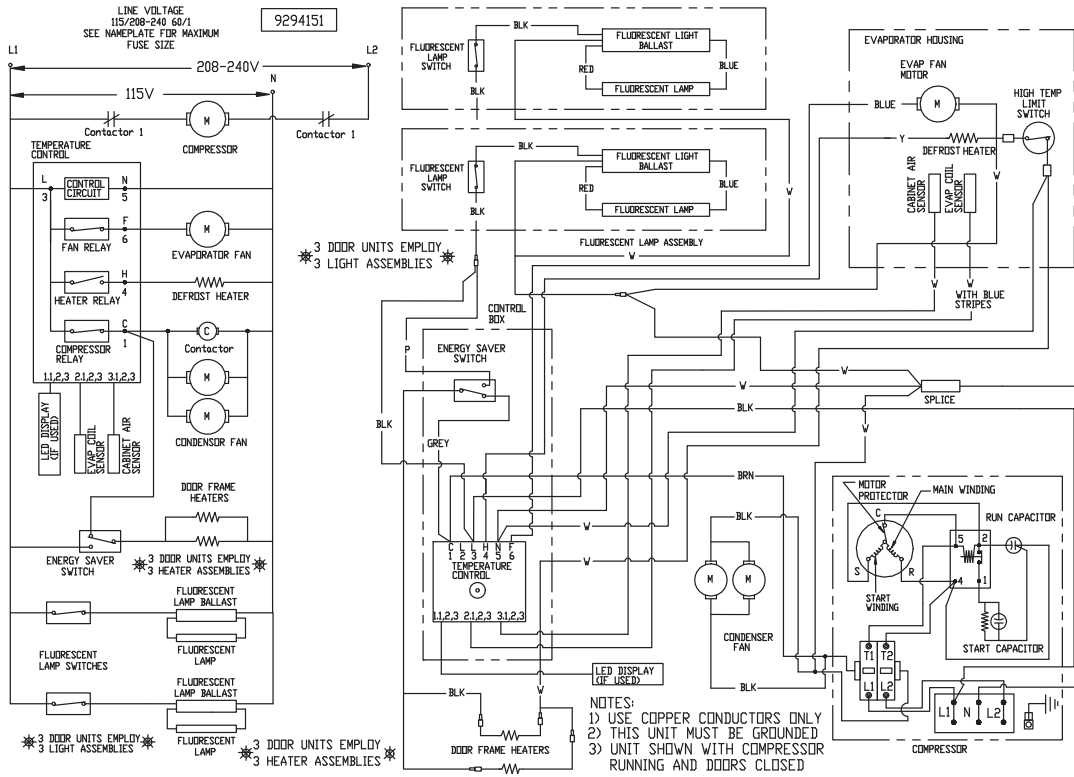 LINE VOLTAGE
115/208-240 60/1
SEE NAMEPLATE FOR MAXIMUM
FUSE SIZE
9294151
L1
L2
208-240V
N
115V
Contactor 1
M
Contactor 1
COMPRESSOR
TEMPERATURE
CONTROL
L
3
CONTROL
CIRCUIT
N
5
FAN RELAY
F
6
M
EVAPORATOR FAN
HEATER RELAY
H
4
DEFROST HEATER
COMPRESSOR
RELAY
C
1
C
Contactor
M
M
CONDENSOR FAN
1.1,2,3 2.1,2,3 3.1,2,3
LED DISPLAY
(IF USED)
EVAP COIL
SENSOR
CABINET AIR
SENSOR
DOOR FRAME
HEATERS
ENERGY SAVER
SWITCH
3 DOOR UNITS EMPLOY
3 HEATER ASSEMBLIES
FLUORESCENT
LAMP BALLAST
FLUORESCENT
LAMP
FLUORESCENT
LAMP SWITCHES
FLUORESCENT
LAMP BALLAST
FLUORESCENT
LAMP
3 DOOR UNITS EMPLOY
3 LIGHT ASSEMBLIES
3 DOOR UNITS EMPLOY
3 HEATER ASSEMBLIES
BLK
FLUORESCENT
LAMP
SWITCH
FLUORESCENT LIGHT
BALLAST
RED
BLUE
FLUORESCENT LAMP
BLK
BLK
FLUORESCENT
LAMP
SWITCH
FLUORESCENT LIGHT
BALLAST
RED
BLUE
FLUORESCENT LAMP
BLK
W
FLUORESCENT LAMP ASSEMBLY
W
3 DOOR UNITS EMPLOY
3 LIGHT ASSEMBLIES
EVAPORATOR HOUSING
EVAP FAN
MOTOR
M
BLUE
HIGH TEMP
LIMIT
SWITCH
Y
DEFROST HEATER
CABINET AIR
SENSOR
EVAP COIL
SENSOR
W
W
W
WITH BLUE
STRIPES
CONTROL
BOX
ENERGY SAVER
SWITCH
P
BLK
GREY
W
W
BLK
SPLICE
W
W
BRN
W
W
C L L H N F
1 2 3 4 5 6
TEMPERATURE
CONTROL
1.1,2,3 2.1,2,3 3.1,2,3
LED DISPLAY
(IF USED)
BLK
W
DOOR FRAME HEATERS
BLK
M
M
CONDENSER
FAN
BLK
MOTOR
PROTECTOR
MAIN WINDING
C
S
R
START
WINDING
RUN CAPACITOR
5
2
4
1
START CAPACITOR
T1
T2
L1
L2
L1
N
L2
COMPRESSOR
NOTES:
1) USE COPPER CONDUCTORS ONLY
2) THIS UNIT MUST BE GROUNDED
3) UNIT SHOWN WITH COMPRESSOR
RUNNING AND DOORS CLOSED